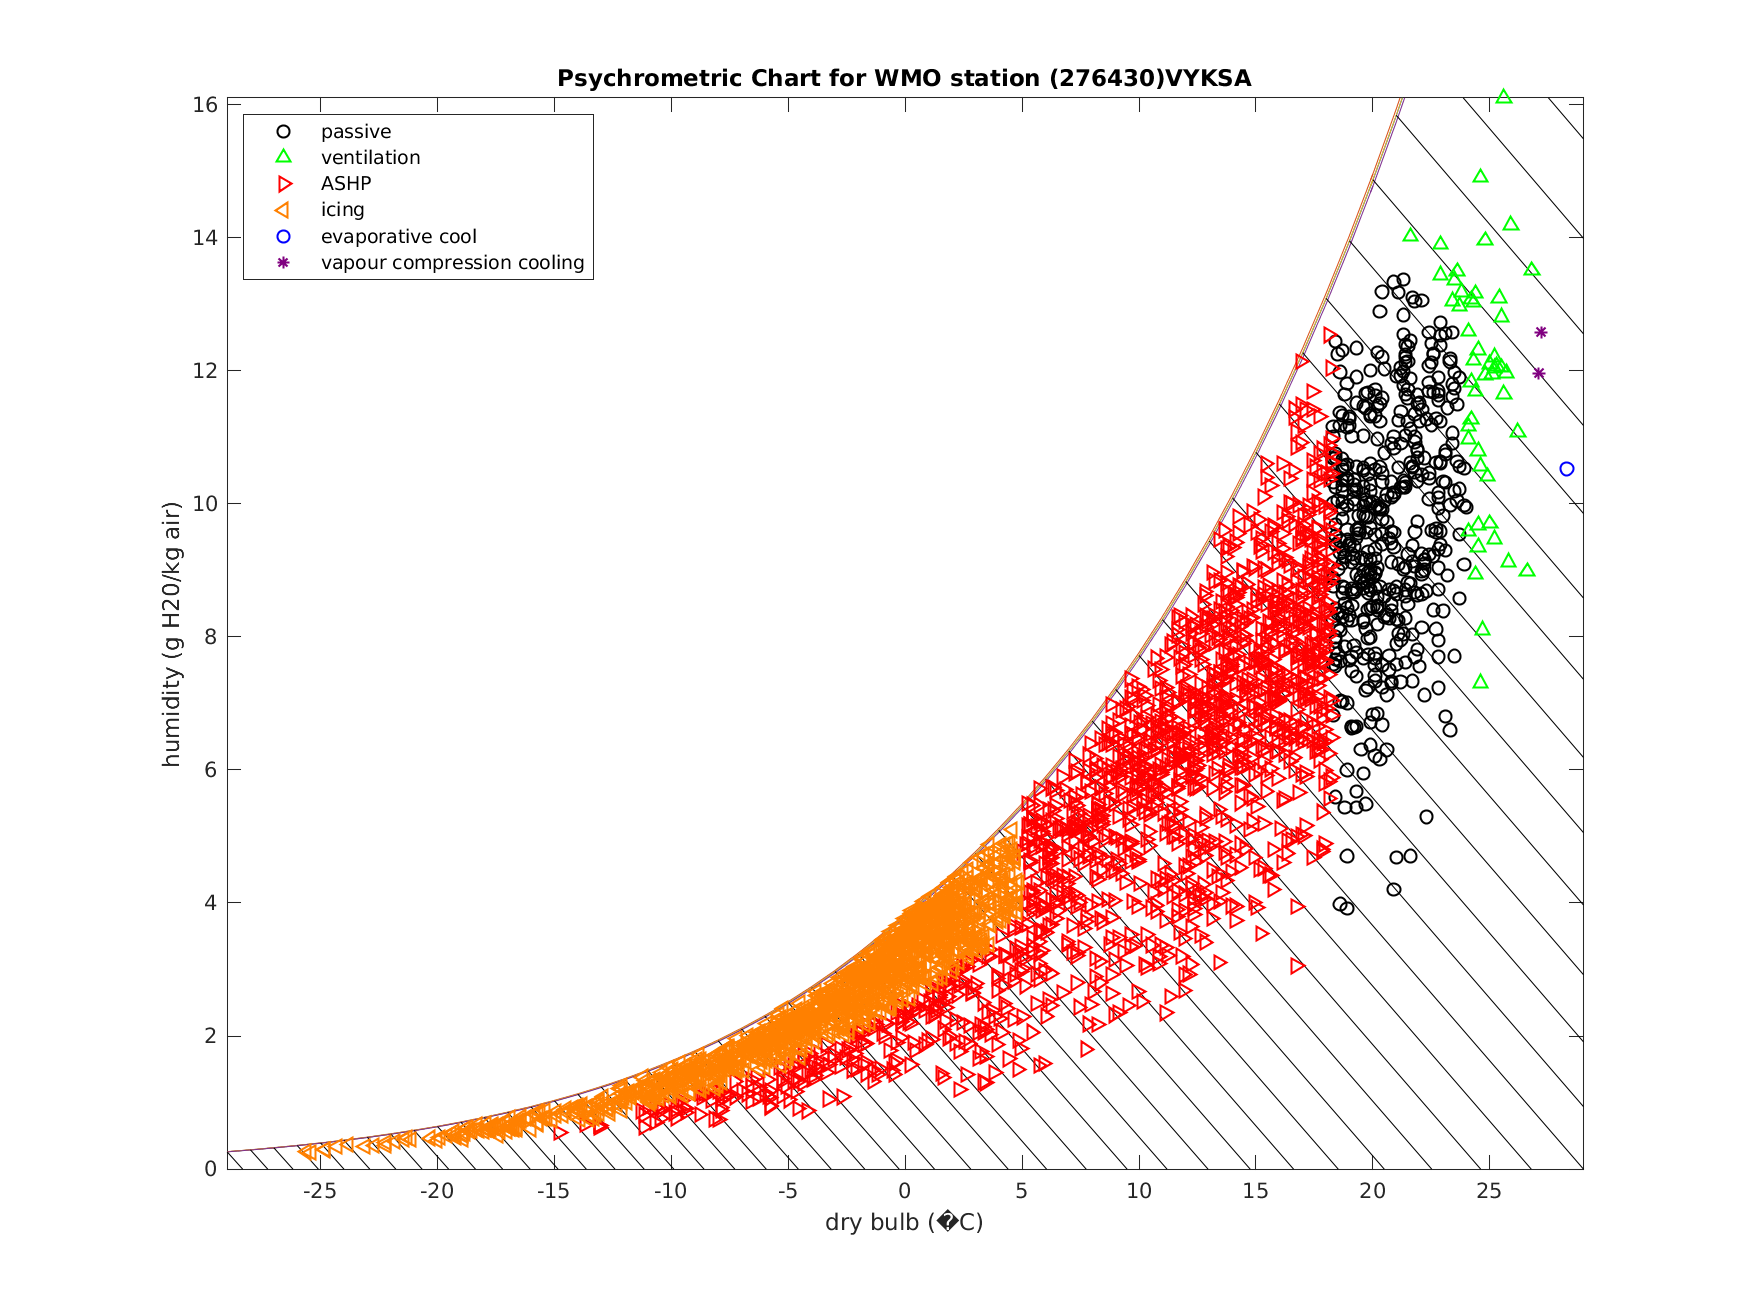 Psychrometric Chart for WMO station (276430)VYKSA
passive
ventilation
ASHP
icing
evaporative cool
vapour compression cooling
humidity (g H20/kg air)
16
14
12
10
8
6
4
2
0
-25 -20 -15 -10 -5 0 5 10 15 20 25
dry bulb (�C)